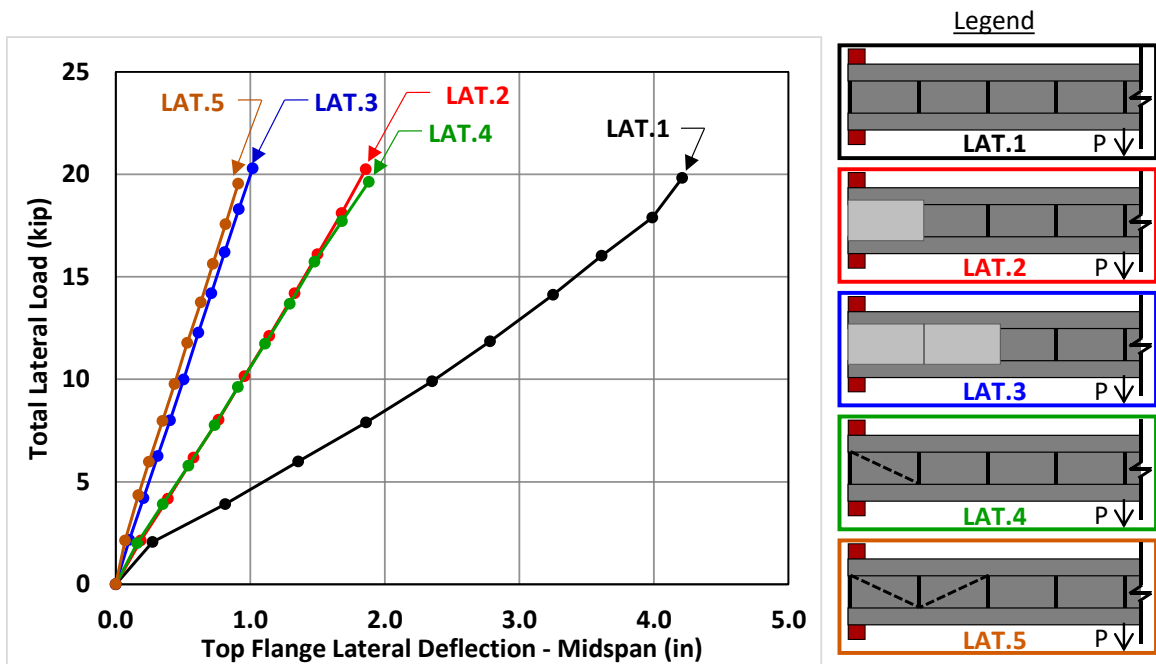 Legend
25
20
15
10
5
0
Total Lateral Load (kip)
0.0 1.0 2.0 3.0 4.0 5.0
Top Flange Lateral Deflection - Midspan (in)
LAT.5
LAT.3
LAT.2
LAT.4
LAT.1
LAT.1 P
LAT.2 P
LAT.3 P
LAT.4 P
LAT.5 P